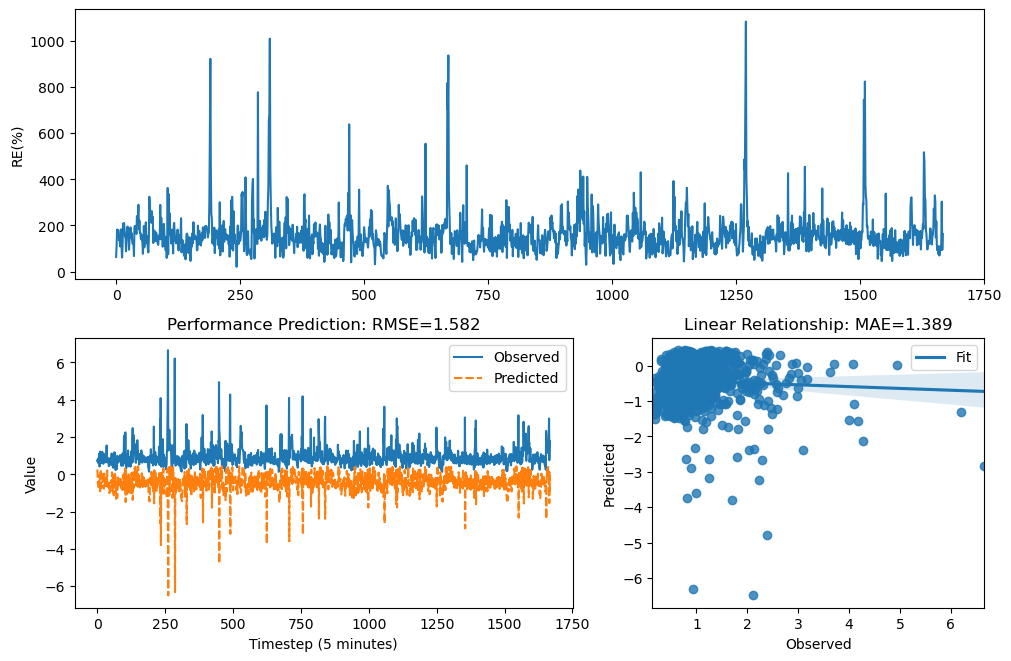 RE(%)
1000
800
600
400
200
0
0 250 500 750 1000 1250 1500 1750
Performance Prediction: RMSE=1.582
Value
6
4
2
0
−2
−4
−6
Observed
Predicted
0 250 500 750 1000 1250 1500 1750
Timestep (5 minutes)
Linear Relationship: MAE=1.389
Predicted
0
−1
−2
−3
−4
−5
−6
Fit
1 2 3 4 5 6
Observed